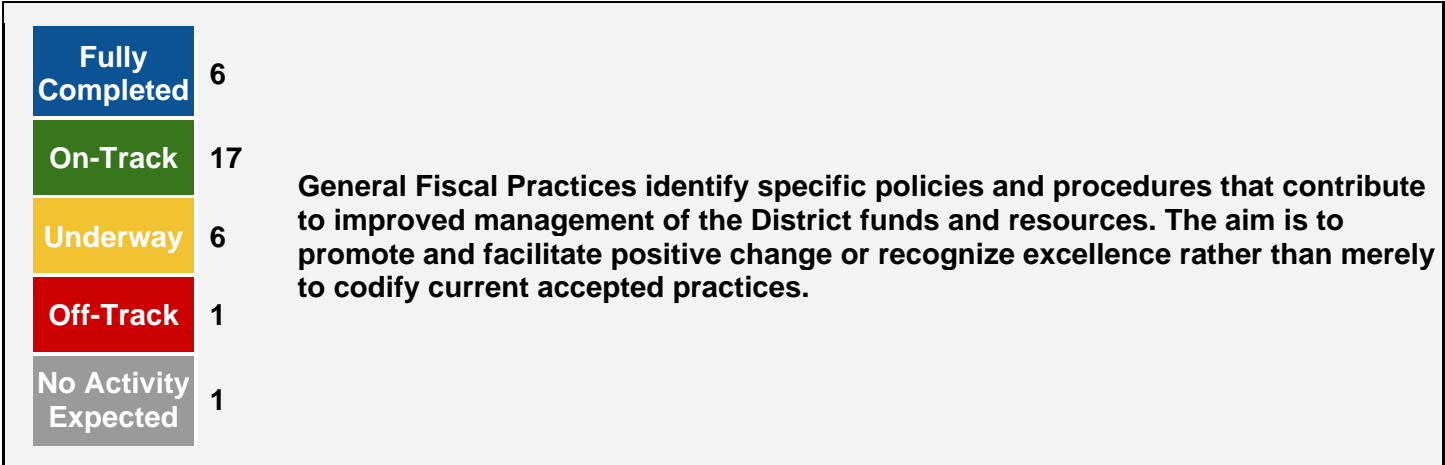 Fully
Completed
6
On-Track
17
Underway
6
Off-Track
1
No Activity
Expected
1
General Fiscal Practices identify specific policies and procedures that contribute
to improved management of the District funds and resources. The aim is to
promote and facilitate positive change or recognize excellence rather than merely
to codify current accepted practices.